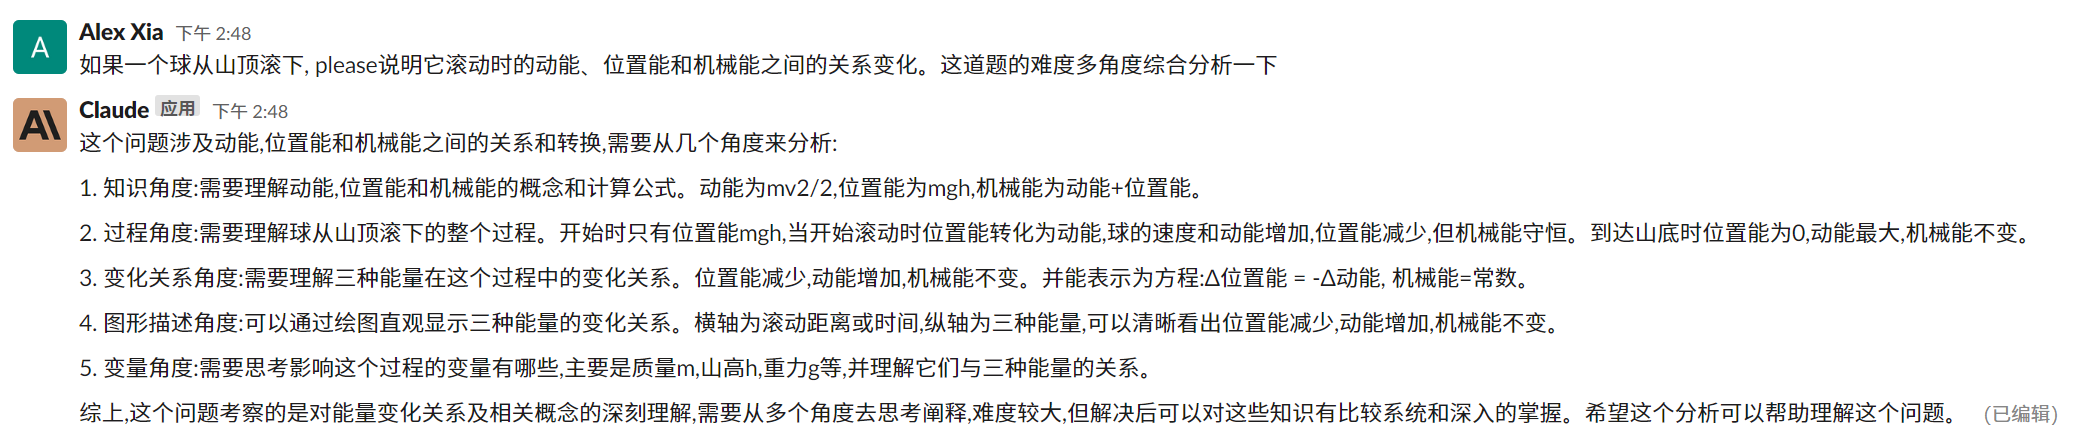 A
Alex Xia 下午 2:48
如果一个球从山顶滚下, please说明它滚动时的动能、位置能和机械能之间的关系变化。这道题的难度多角度综合分析一下
Claude 应用 下午 2:48
这个问题涉及动能,位置能和机械能之间的关系和转换,需要从几个角度来分析:
1. 知识角度:需要理解动能,位置能和机械能的概念和计算公式。动能为mv2/2,位置能为mgh,机械能为动能+位置能。
2. 过程角度:需要理解球从山顶滚下的整个过程。开始时只有位置能mgh,当开始滚动时位置能转化为动能,球的速度和动能增加,位置能减少,但机械能守恒。到达山底时位置能为0,动能最大,机械能不变。
3. 变化关系角度:需要理解三种能量在这个过程中的变化关系。位置能减少,动能增加,机械能不变。并能表示为方程:Δ位置能 = -Δ动能, 机械能=常数。
4. 图形描述角度:可以通过绘图直观显示三种能量的变化关系。横轴为滚动距离或时间,纵轴为三种能量,可以清晰看出位置能减少,动能增加,机械能不变。
5. 变量角度:需要思考影响这个过程的变量有哪些,主要是质量m,山高h,重力g等,并理解它们与三种能量的关系。
综上,这个问题考察的是对能量变化关系及相关概念的深刻理解,需要从多个角度去思考阐释,难度较大,但解决后可以对这些知识有比较系统和深入的掌握。希望这个分析可以帮助理解这个问题。 (已编辑)